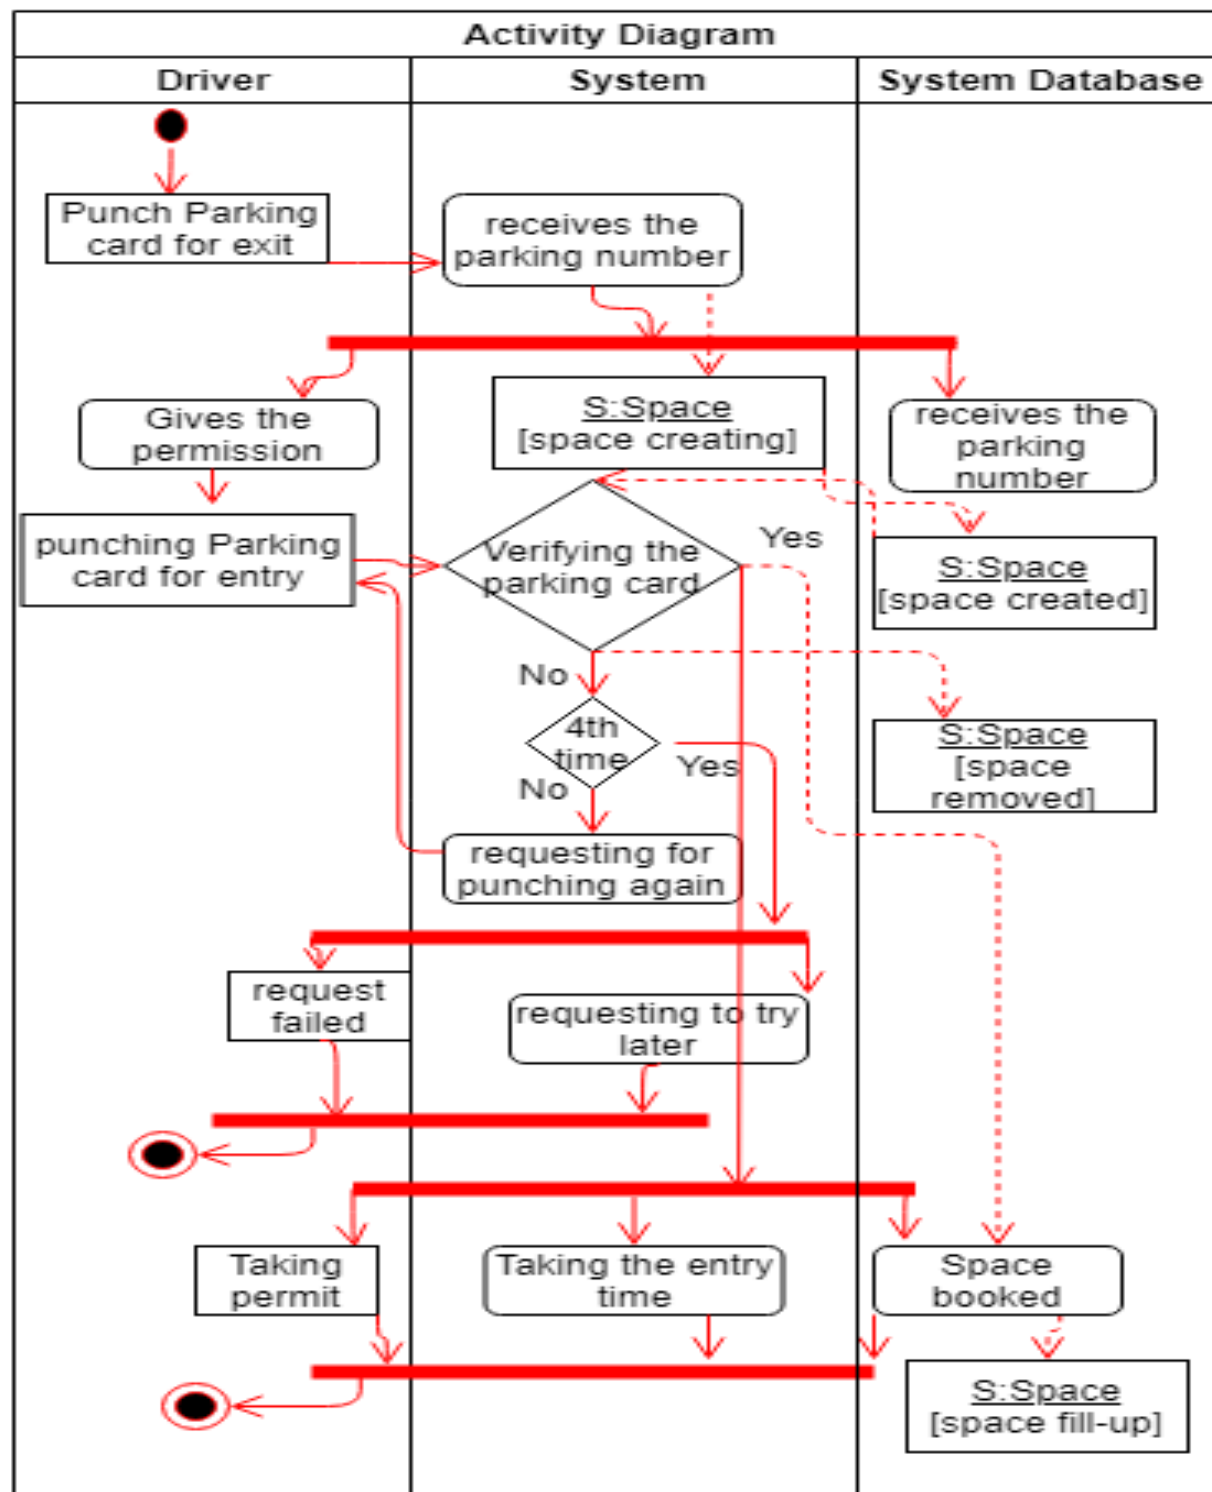 Activity Diagram
Driver
System
System Database
Punch Parking
card for exit
receives the
parking number
Gives the
permission
S:Space
[space creating]
receives the
parking
number
punching Parking
card for entry
Verifying the
parking card
Yes
S:Space
[space created]
No
4th
time
Yes
No
S:Space
[space
removed]
requesting for
punching again
request
failed
requesting to try
later
Taking
permit
Taking the entry
time
Space
booked
S:Space
[space fill-up]